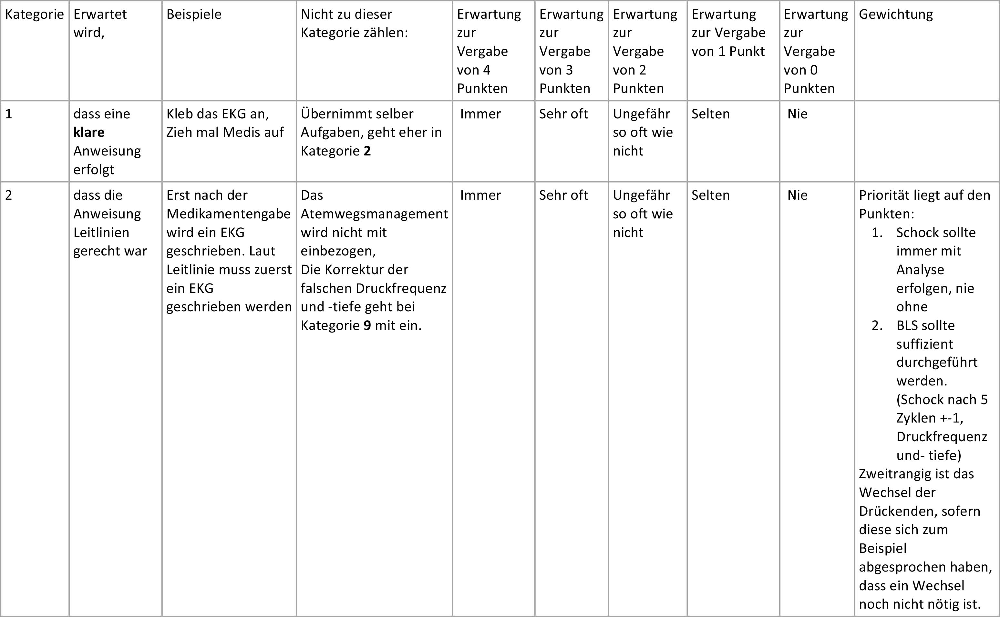 Kategorie
Erwartet
wird,
Beispiele
Nicht zu dieser
Kategorie zählen:
Erwartung
zur
Vergabe
von 4
Punkten
Erwartung
zur
Vergabe
von 3
Punkten
Erwartung
zur
Vergabe
von 2
Punkten
Erwartung
zur Vergabe
von 1 Punkt
Erwartung
zur
Vergabe
von 0
Punkten
Gewichtung
1
dass eine
klare
Anweisung
erfolgt
Kleb das EKG an,
Zieh mal Medis auf
Übernimmt selber
Aufgaben, geht eher in
Kategorie 2
Immer
Sehr oft
Ungefähr
so oft wie
nicht
Selten
Nie
2
dass die
Anweisung
Leitlinien
gerecht war
Erst nach der
Medikamentengabe
wird ein EKG
geschrieben. Laut
Leitlinie muss zuerst
ein EKG
geschrieben werden
Das
Atemwegsmanagement
wird nicht mit
einbezogen,
Die Korrektur der
falschen Druckfrequenz
und -tiefe geht bei
Kategorie 9 mit ein.
Immer
Sehr oft
Ungefähr
so oft wie
nicht
Selten
Nie
Priorität liegt auf den
Punkten:
1. Schock sollte
immer mit
Analyse
erfolgen, nie
ohne
2. BLS sollte
suffizient
durchgeführt
werden.
(Schock nach 5
Zyklen +-1,
Druckfrequenz
und- tiefe)
Zweitrangig ist das
Wechsel der
Drückenden, sofern
diese sich zum
Beispiel
abgesprochen haben,
dass ein Wechsel
noch nicht nötig ist.